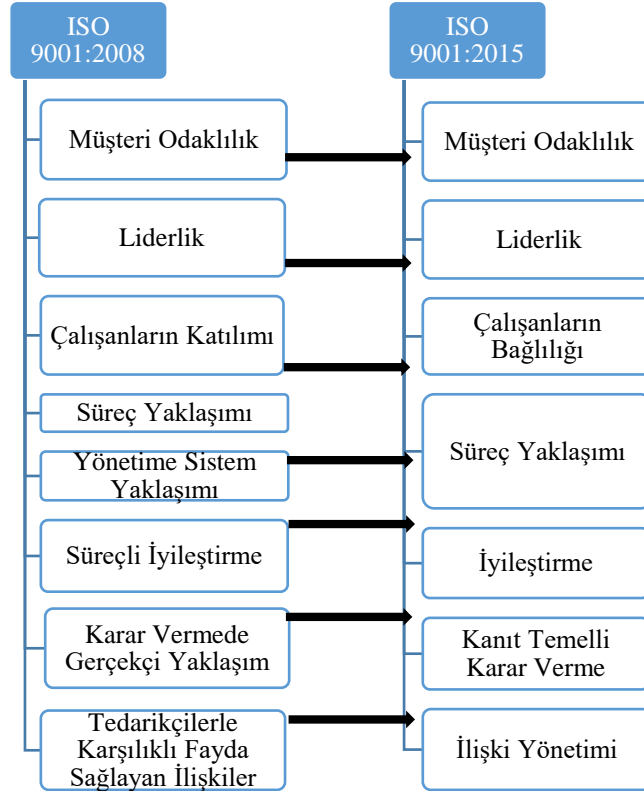 ISO
9001:2008
Müşteri Odaklılık
Liderlik
Çalışanların Katılımı
Süreç Yaklaşımı
Yönetime Sistem
Yaklaşımı
Süreçli İyileştirme
Karar Vermede
Gerçekçi Yaklaşım
Tedarikçilerle
Karşılıklı Fayda
Sağlayan İlişkiler
ISO
9001:2015
Müşteri Odaklılık
Liderlik
Çalışanların
Bağlılığı
Süreç Yaklaşımı
İyileştirme
Kanıt Temelli
Karar Verme
İlişki Yönetimi